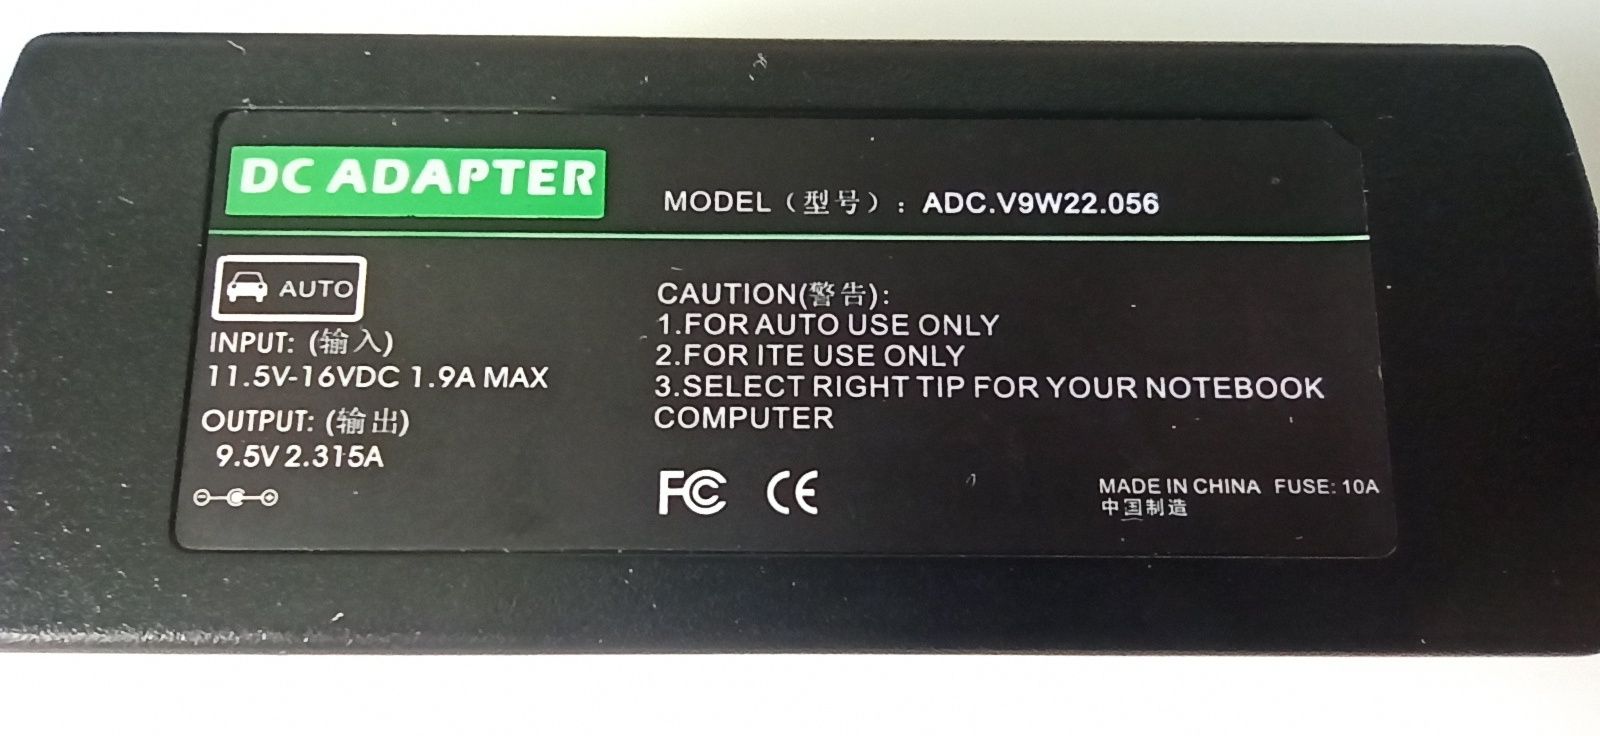 DC ADAPTER
MODEL（型号）: ADC.V9W22.056
AUTO
INPUT: (输入)
11.5V-16VDC 1.9A MAX
OUTPUT: (输出)
9.5V 2.315A
CAUTION(警告):
1.FOR AUTO USE ONLY
2.FOR ITE USE ONLY
3.SELECT RIGHT TIP FOR YOUR NOTEBOOK
COMPUTER
FC CE
MADE IN CHINA FUSE: 10A
中国制造